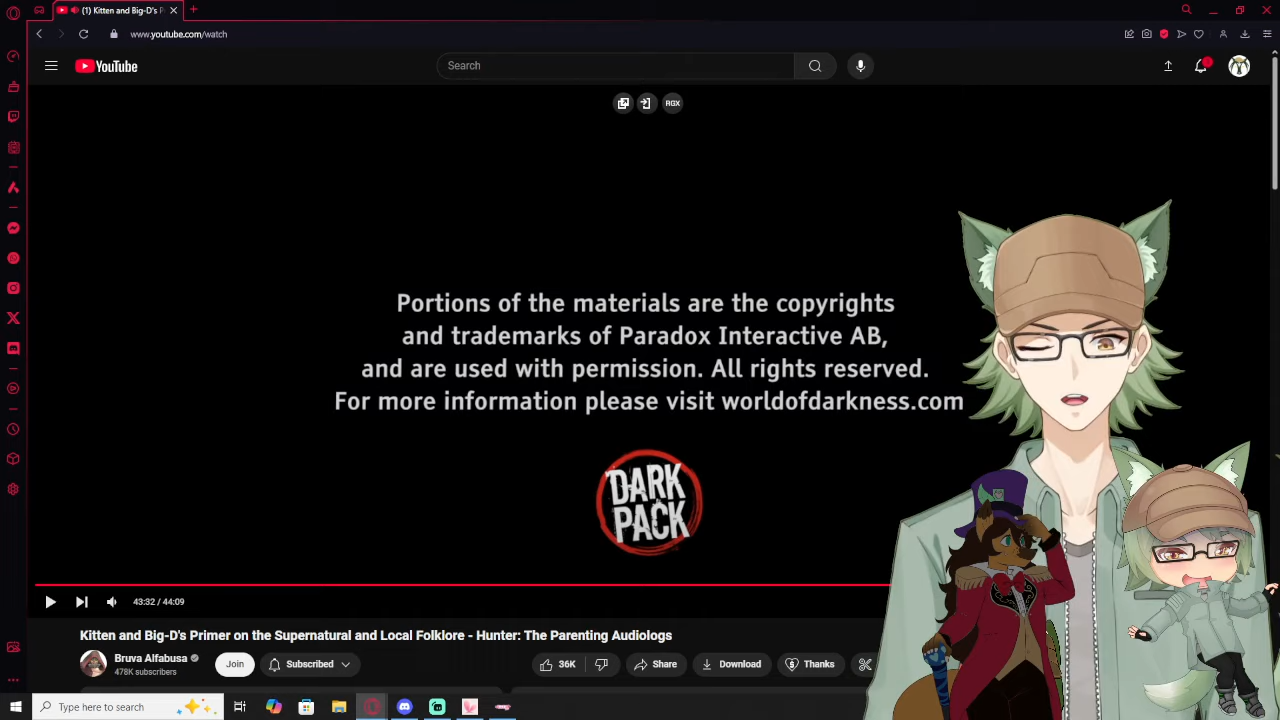 (1) Kitten and Big-D's P
www.youtube.com/watch
YouTube
Search
RGX
Portions of the materials are the copyrights
and trademarks of Paradox Interactive AB,
and are used with permission. All rights reserved.
For more information please visit worldofdarkness.com
DARK
PACK
43:32 / 44:09
Kitten and Big-D's Primer on the Supernatural and Local Folklore - Hunter: The Parenting Audiologs
Bruva Alfabusa
478K subscribers
Join
Subscribed
36K
Share
Download
Thanks
Type here to search